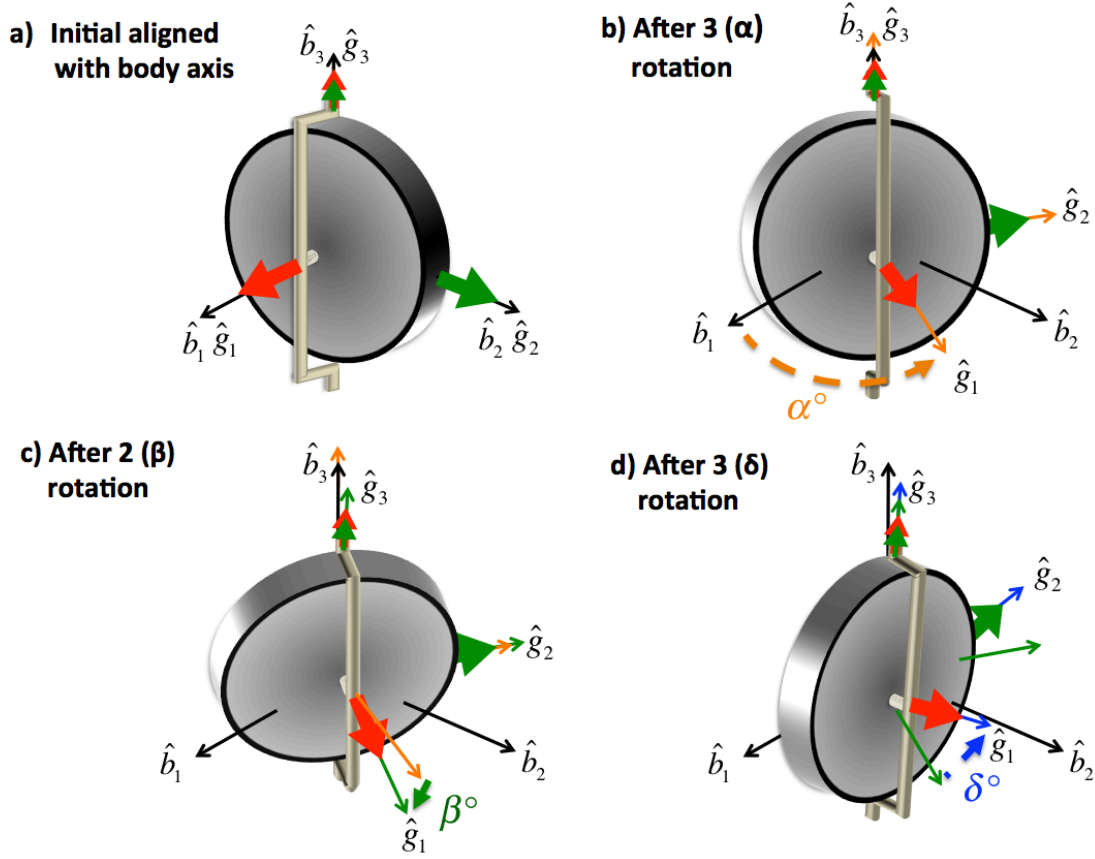 a) Initial aligned
with body axis
b̂₃ ĝ₃
b̂₁ ĝ₁
b̂₂ ĝ₂
b) After 3 (α)
rotation
b̂₃ ĝ₃
ĝ₂
b̂₁
b̂₂
ĝ₁
α°
c) After 2 (β)
rotation
b̂₃
ĝ₃
ĝ₂
b̂₁
b̂₂
β°
ĝ₁
d) After 3 (δ)
rotation
b̂₃
ĝ₃
ĝ₂
b̂₁
ĝ₁
b̂₂
δ°